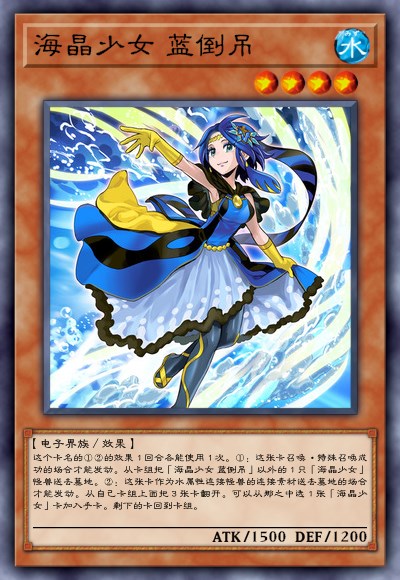 海晶少女 蓝倒吊
水
【电子界族／效果】
这个卡名的①②的效果1回合各能使用1次。①：这张卡召唤・特殊召唤成
功的场合才能发动。从卡组把「海晶少女 蓝倒吊」以外的1只「海晶少女」
怪兽送去墓地。②：这张卡作为水属性连接怪兽的连接素材送去墓地的场合
才能发动。从自己卡组上面把3张卡翻开。可以从那之中选1张「海晶少
女」卡加入手卡。剩下的卡回到卡组。
ATK/1500 DEF/1200